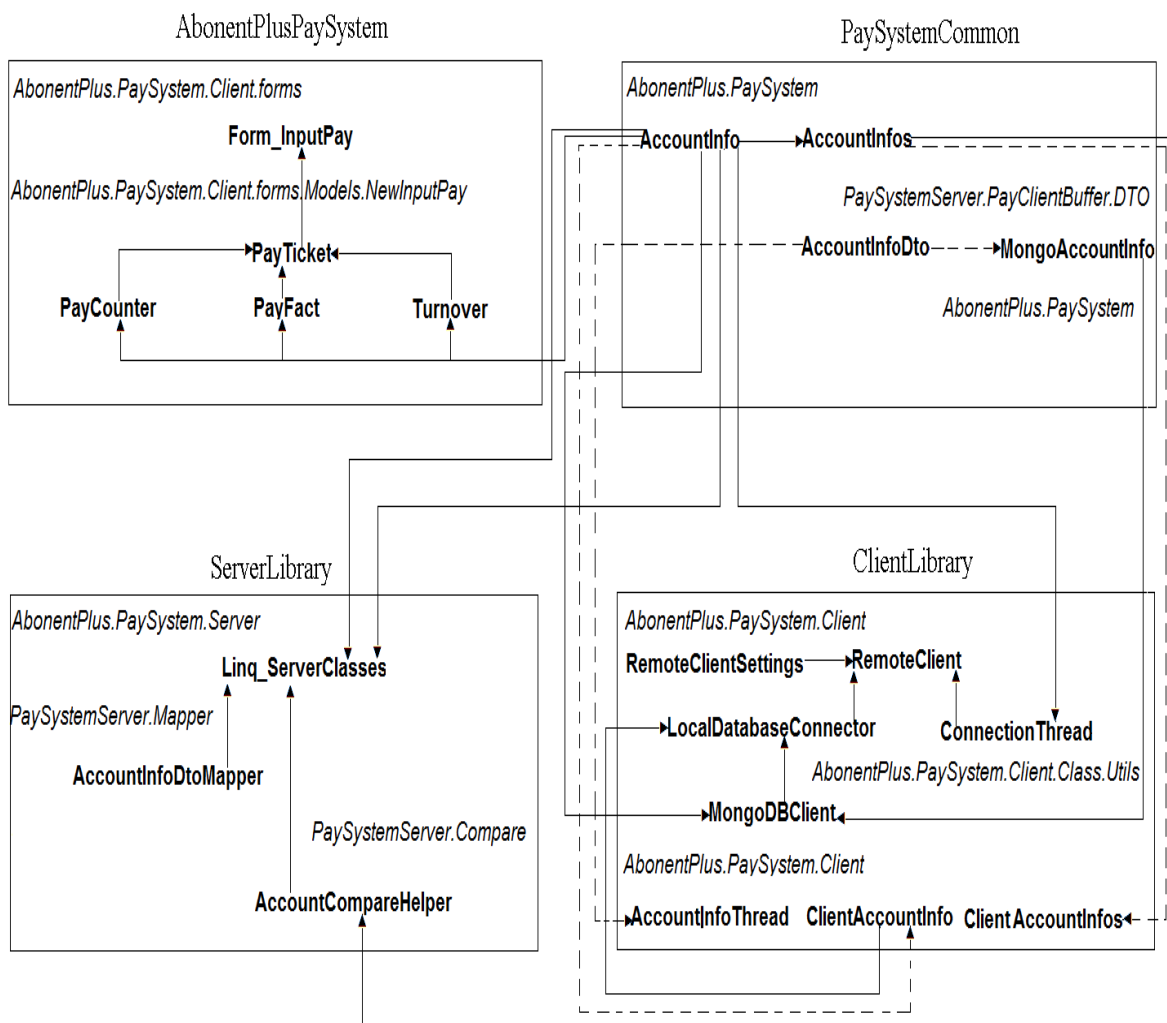 AbonentPlusPaySystem
AbonentPlus.PaySystem.Client.forms
Form_InputPay
AbonentPlus.PaySystem.Client.forms.Models.NewInputPay
PayTicket
PayCounter
PayFact
Turnover
PaySystemCommon
AbonentPlus.PaySystem
AccountInfo
AccountInfos
PaySystemServer.PayClientBuffer.DTO
AccountInfoDto
MongoAccountInfo
AbonentPlus.PaySystem
ServerLibrary
AbonentPlus.PaySystem.Server
Linq_ServerClasses
PaySystemServer.Mapper
AccountInfoDtoMapper
PaySystemServer.Compare
AccountCompareHelper
ClientLibrary
AbonentPlus.PaySystem.Client
RemoteClientSettings
RemoteClient
LocalDatabaseConnector
ConnectionThread
AbonentPlus.PaySystem.Client.Class.Utils
MongoDBClient
AbonentPlus.PaySystem.Client
AccountInfoThread
ClientAccountInfo
ClientAccountInfos